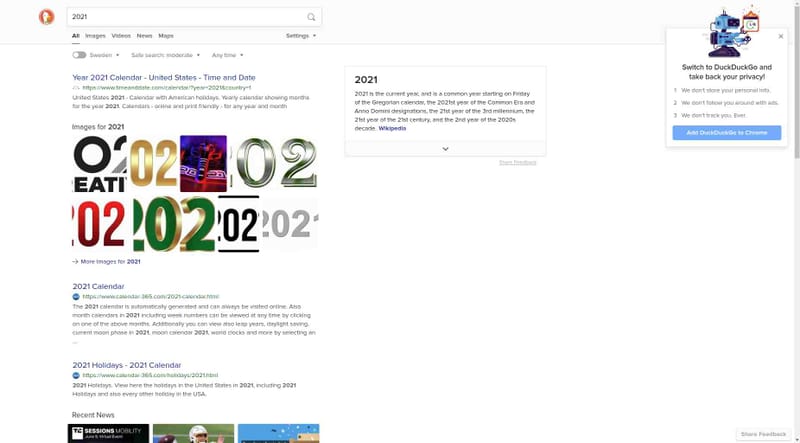 2021
All Images Videos News Maps Settings
Sweden Safe search: moderate Any time
Year 2021 Calendar - United States - Time and Date
https://www.timeanddate.com/calendar/?year=2021&country=1
United States 2021 - Calendar with American holidays. Yearly calendar showing months
for the year 2021. Calendars - online and print friendly - for any year and month
Images for 2021
202
202
202
202
202
2021
More Images for 2021
2021 Calendar
https://www.calendar-365.com/2021-calendar.html
The 2021 calendar is automatically generated and can always be visited online. Also
month calendars in 2021 including week numbers can be viewed at any time by clicking
on one of the above months. Additionally you can view also leap years, daylight saving,
current moon phase in 2021, moon calendar 2021, world clocks and more by selecting an
...
2021 Holidays - 2021 Calendar
https://www.calendar-365.com/holidays/2021.html
2021 Holidays. View here the holidays in the United States in 2021, including 2021
Holidays and also every other holiday in the USA.
Recent News
SESSIONS MOBILITY
June 9, Virtual Event
2021
2021 is the current year, and is a common year starting on Friday
of the Gregorian calendar, the 2021st year of the Common Era and
Anno Domini designations, the 21st year of the 3rd millennium, the
21st year of the 21st century, and the 2nd year of the 2020s
decade. Wikipedia
Share Feedback
Switch to DuckDuckGo and
take back your privacy!
1 We don't store your personal info.
2 We don't follow you around with ads.
3 We don't track you. Ever.
Add DuckDuckGo to Chrome
Share Feedback